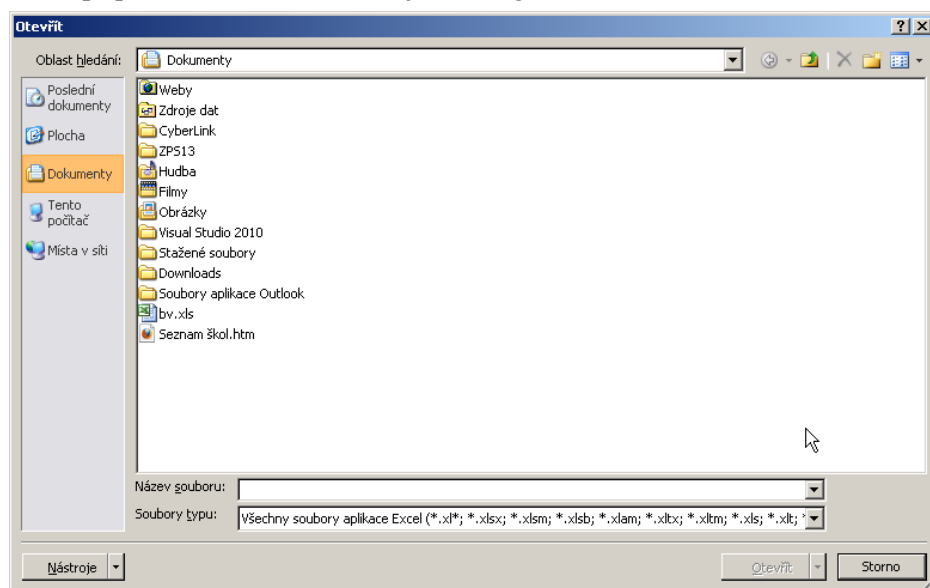 Otevřít
Oblast hledání:
Dokumenty
Poslední
dokumenty
Plocha
Dokumenty
Tento
počítač
Místa v síti
Weby
Zdroje dat
CyberLink
ZPS13
Hudba
Filmy
Obrázky
Visual Studio 2010
Stažené soubory
Downloads
Soubory aplikace Outlook
bv.xls
Seznam škol.htm
Název souboru:
Soubory typu:
Všechny soubory aplikace Excel (*.xl*; *.xlsx; *.xlsm; *.xlsb; *.xlam; *.xltx; *.xltm; *.xls; *.xlt;
Nástroje
Otevřít
Storno